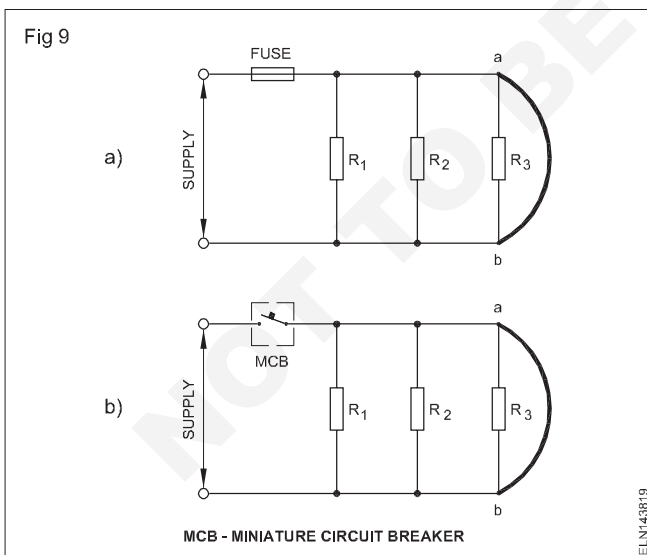 Fig 9
FUSE
a
a)
SUPPLY
R1
R2
R3
b
a
MCB
b)
SUPPLY
R1
R2
R3
b
MCB - MINIATURE CIRCUIT BREAKER
ELN143819
NOT TO BE